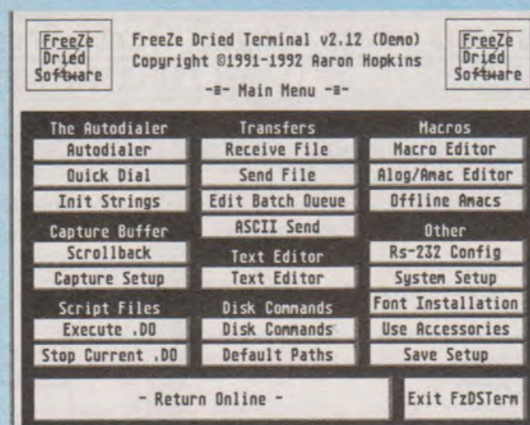 FreeZe
Dried
Software
FreeZe Dried Terminal v2.12 (Demo)
Copyright ©1991-1992 Aaron Hopkins
-≡- Main Menu -≡-
FreeZe
Dried
Software
The Autodialer
Autodialer
Quick Dial
Init Strings
Capture Buffer
Scrollback
Capture Setup
Script Files
Execute .DO
Stop Current .DO
Transfers
Receive File
Send File
Edit Batch Queue
ASCII Send
Text Editor
Text Editor
Disk Commands
Disk Commands
Default Paths
Macros
Macro Editor
Alog/Amac Editor
Offline Amacs
Other
Rs-232 Config
System Setup
Font Installation
Use Accessories
Save Setup
- Return Online -
Exit FzDSTerm